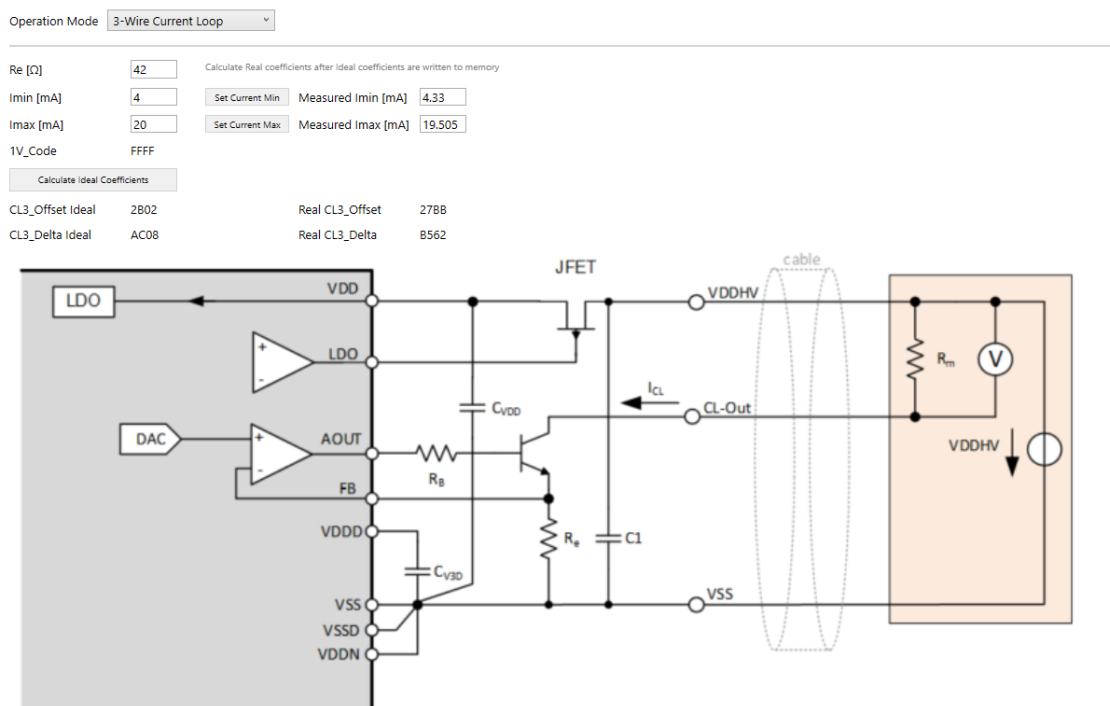 Operation Mode 3-Wire Current Loop
Re [Ω] 42 Calculate Real coefficients after Ideal coefficients are written to memory
Imin [mA] 4 Set Current Min Measured Imin [mA] 4.33
Imax [mA] 20 Set Current Max Measured Imax [mA] 19.505
1V_Code FFFF
Calculate Ideal Coefficients
CL3_Offset Ideal 2B02 Real CL3_Offset 27BB
CL3_Delta Ideal AC08 Real CL3_Delta B562
JFET cable
LDO VDD VDDHV
+
-
LDO
Rm V
ICL
CVDD CL-Out
DAC + - AOUT
VDDHV
RB
FB
VDDD Re C1
CV3D
VSS VSS
VSSD
VDDN